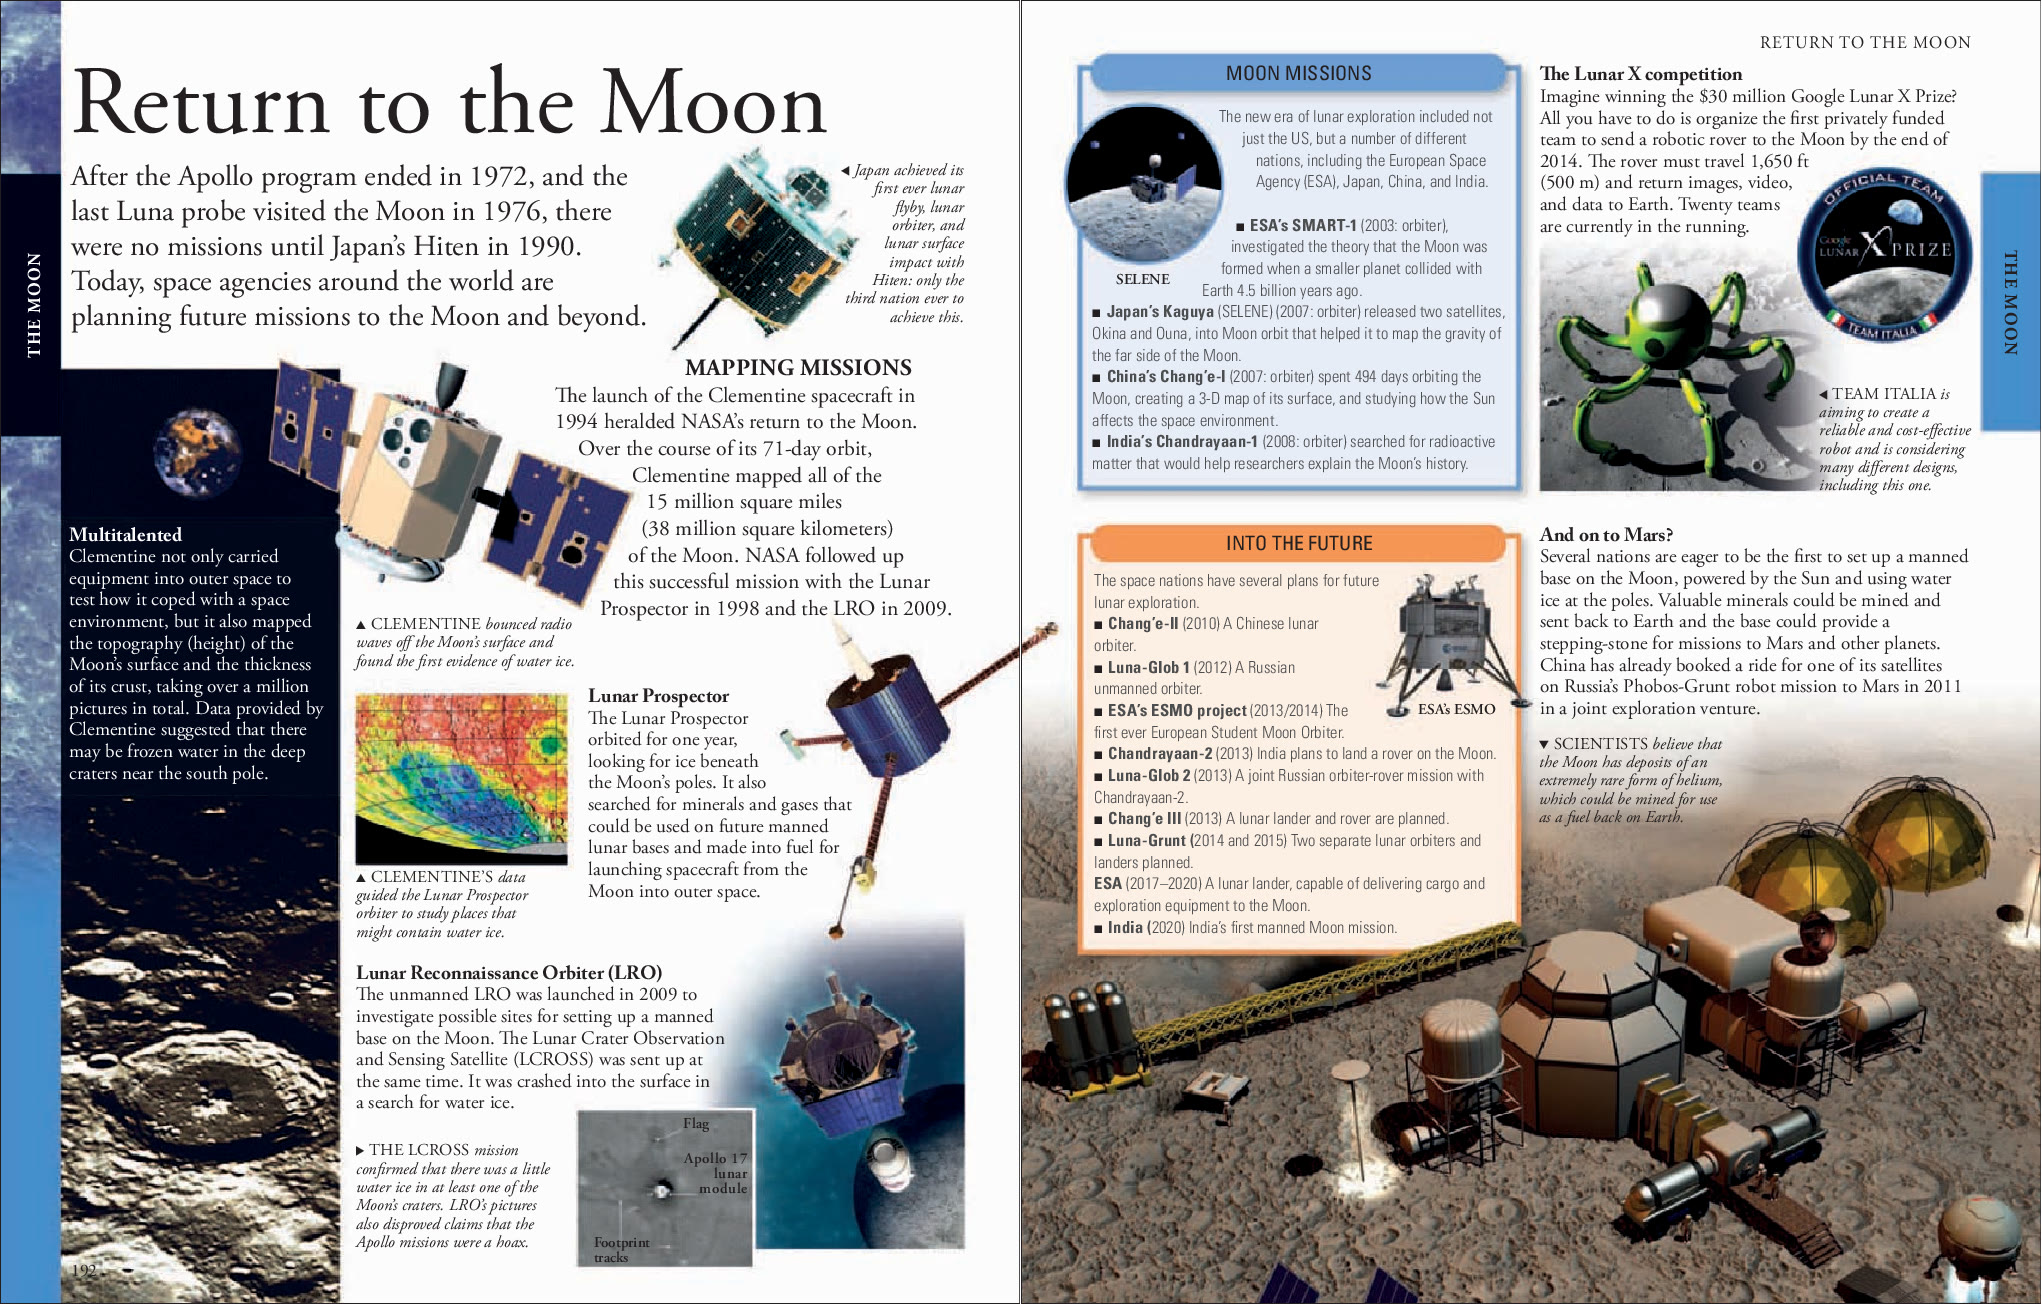 Return to the Moon
After the Apollo program ended in 1972, and the
last Luna probe visited the Moon in 1976, there
were no missions until Japan's Hiten in 1990.
Today, space agencies around the world are
planning future missions to the Moon and beyond.
◄ Japan achieved its
first ever lunar
flyby, lunar
orbiter, and
lunar surface
impact with
Hiten: only the
third nation ever to
achieve this.
THE MOON
MAPPING MISSIONS
The launch of the Clementine spacecraft in
1994 heralded NASA's return to the Moon.
Over the course of its 71-day orbit,
Clementine mapped all of the
15 million square miles
(38 million square kilometers)
of the Moon. NASA followed up
this successful mission with the Lunar
Prospector in 1998 and the LRO in 2009.
Multitalented
Clementine not only carried
equipment into outer space to
test how it coped with a space
environment, but it also mapped
the topography (height) of the
Moon's surface and the thickness
of its crust, taking over a million
pictures in total. Data provided by
Clementine suggested that there
may be frozen water in the deep
craters near the south pole.
▲ CLEMENTINE bounced radio
waves off the Moon's surface and
found the first evidence of water ice.
▲ CLEMENTINE'S data
guided the Lunar Prospector
orbiter to study places that
might contain water ice.
Lunar Prospector
The Lunar Prospector
orbited for one year,
looking for ice beneath
the Moon's poles. It also
searched for minerals and gases that
could be used on future manned
lunar bases and made into fuel for
launching spacecraft from the
Moon into outer space.
Lunar Reconnaissance Orbiter (LRO)
The unmanned LRO was launched in 2009 to
investigate possible sites for setting up a manned
base on the Moon. The Lunar Crater Observation
and Sensing Satellite (LCROSS) was sent up at
the same time. It was crashed into the surface in
a search for water ice.
► THE LCROSS mission
confirmed that there was a little
water ice in at least one of the
Moon's craters. LRO's pictures
also disproved claims that the
Apollo missions were a hoax.
Flag
Apollo 17
lunar
module
Footprint
tracks
192
RETURN TO THE MOON
MOON MISSIONS
The new era of lunar exploration included not
just the US, but a number of different
nations, including the European Space
Agency (ESA), Japan, China, and India.
SELENE
■ ESA's SMART-1 (2003: orbiter),
investigated the theory that the Moon was
formed when a smaller planet collided with
Earth 4.5 billion years ago.
■ Japan's Kaguya (SELENE) (2007: orbiter) released two satellites,
Okina and Ouna, into Moon orbit that helped it to map the gravity of
the far side of the Moon.
■ China's Chang'e-I (2007: orbiter) spent 494 days orbiting the
Moon, creating a 3-D map of its surface, and studying how the Sun
affects the space environment.
■ India's Chandrayaan-1 (2008: orbiter) searched for radioactive
matter that would help researchers explain the Moon's history.
INTO THE FUTURE
The space nations have several plans for future
lunar exploration.
■ Chang'e-II (2010) A Chinese lunar
orbiter.
■ Luna-Glob 1 (2012) A Russian
unmanned orbiter.
■ ESA's ESMO project (2013/2014) The
first ever European Student Moon Orbiter.
■ Chandrayaan-2 (2013) India plans to land a rover on the Moon.
■ Luna-Glob 2 (2013) A joint Russian orbiter-rover mission with
Chandrayaan-2.
■ Chang'e III (2013) A lunar lander and rover are planned.
■ Luna-Grunt (2014 and 2015) Two separate lunar orbiters and
landers planned.
ESA (2017–2020) A lunar lander, capable of delivering cargo and
exploration equipment to the Moon.
■ India (2020) India's first manned Moon mission.
ESA's ESMO
The Lunar X competition
Imagine winning the $30 million Google Lunar X Prize?
All you have to do is organize the first privately funded
team to send a robotic rover to the Moon by the end of
2014. The rover must travel 1,650 ft
(500 m) and return images, video,
and data to Earth. Twenty teams
are currently in the running.
OFFICIAL TEAM
Google
LUNAR X PRIZE
TEAM ITALIA
◄ TEAM ITALIA is
aiming to create a
reliable and cost-effective
robot and is considering
many different designs,
including this one.
THE MOON
And on to Mars?
Several nations are eager to be the first to set up a manned
base on the Moon, powered by the Sun and using water
ice at the poles. Valuable minerals could be mined and
sent back to Earth and the base could provide a
stepping-stone for missions to Mars and other planets.
China has already booked a ride for one of its satellites
on Russia's Phobos-Grunt robot mission to Mars in 2011
in a joint exploration venture.
▼ SCIENTISTS believe that
the Moon has deposits of an
extremely rare form of helium,
which could be mined for use
as a fuel back on Earth.